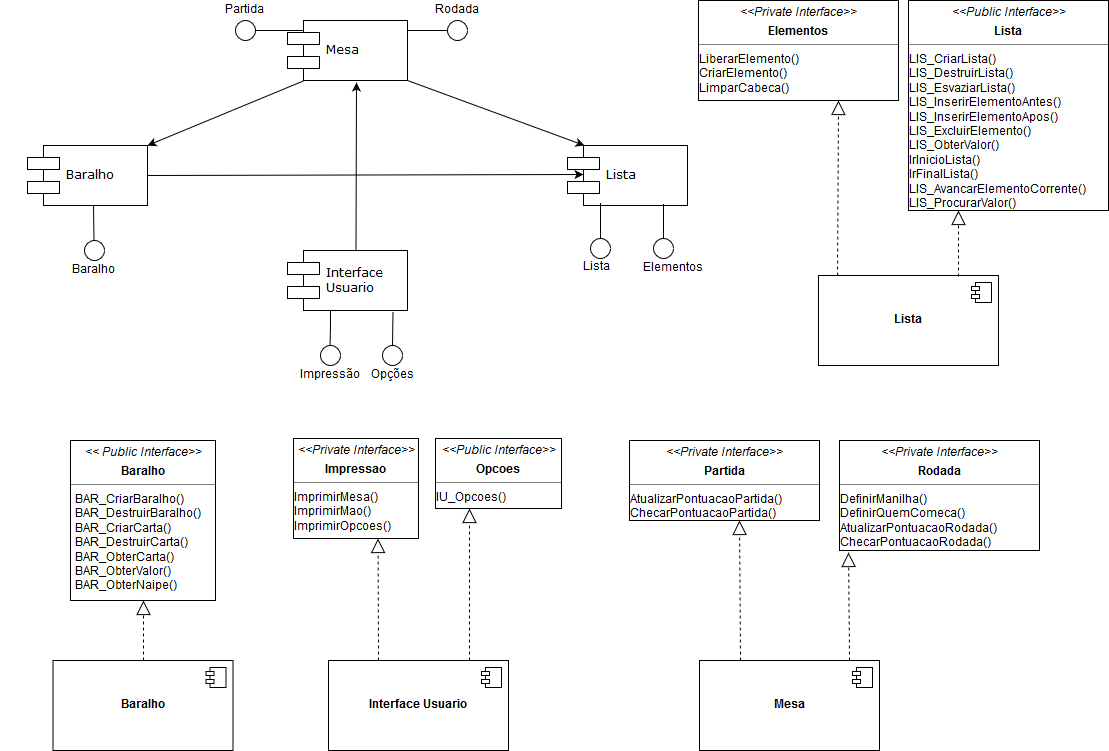 Partida
Rodada
Mesa
Baralho
Lista
Baralho
Lista
Elementos
Interface
Usuario
Impressão
Opções
<<Private Interface>>
Elementos
LiberarElemento()
CriarElemento()
LimparCabeca()
<<Public Interface>>
Lista
LIS_CriarLista()
LIS_DestruirLista()
LIS_EsvaziarLista()
LIS_InserirElementoAntes()
LIS_InserirElementoApos()
LIS_ExcluirElemento()
LIS_ObterValor()
IrInicioLista()
IrFinalLista()
LIS_AvancarElementoCorrente()
LIS_ProcurarValor()
Lista
<< Public Interface>>
Baralho
BAR_CriarBaralho()
BAR_DestruirBaralho()
BAR_CriarCarta()
BAR_DestruirCarta()
BAR_ObterCarta()
BAR_ObterValor()
BAR_ObterNaipe()
Baralho
<<Private Interface>>
Impressao
ImprimirMesa()
ImprimirMao()
ImprimirOpcoes()
<<Public Interface>>
Opcoes
IU_Opcoes()
Interface Usuario
<<Private Interface>>
Partida
AtualizarPontuacaoPartida()
ChecarPontuacaoPartida()
<<Private Interface>>
Rodada
DefinirManilha()
DefinirQuemComeca()
AtualizarPontuacaoRodada()
ChecarPontuacaoRodada()
Mesa